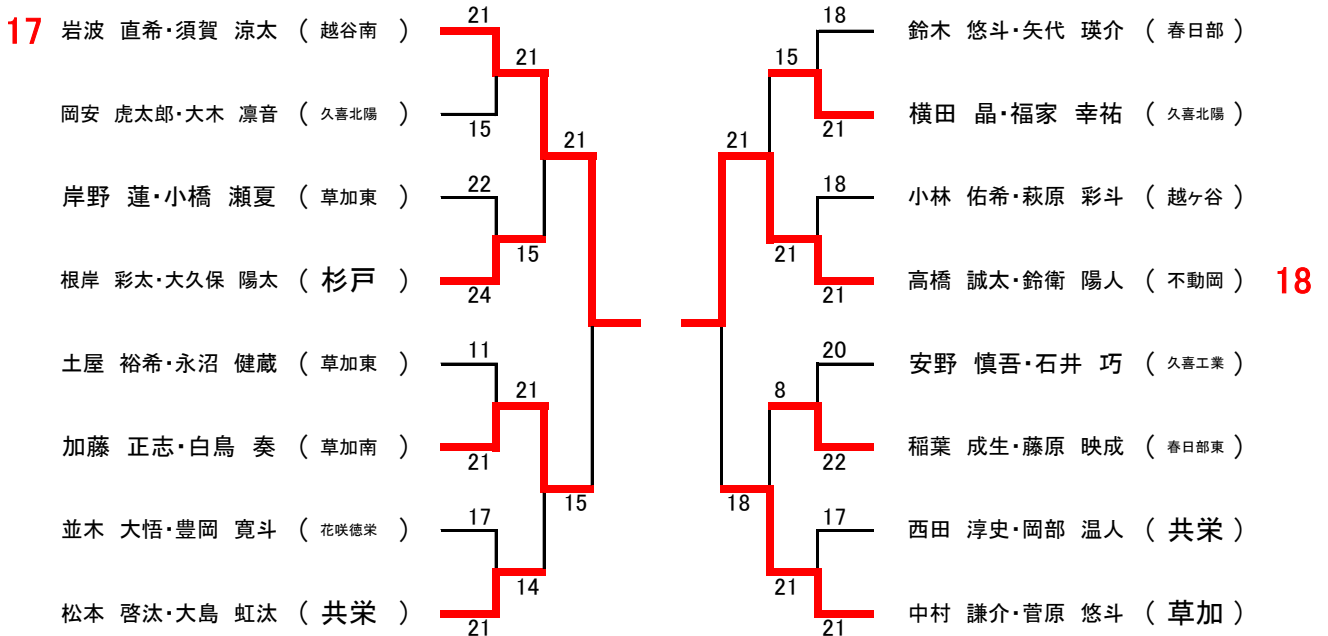 17 岩波 直希・須賀 涼太 ( 越谷南 )
21
岡安 虎太郎・大木 凛音 ( 久喜北陽 )
15
21
岸野 蓮・小橋 瀬夏 ( 草加東 )
22
根岸 彩太・大久保 陽太 ( 杉戸 )
24
15
21
土屋 裕希・永沼 健蔵 ( 草加東 )
11
加藤 正志・白鳥 奏 ( 草加南 )
21
21
並木 大悟・豊岡 寛斗 ( 花咲徳栄 )
17
松本 啓汰・大島 虹汰 ( 共栄 )
21
14
15
18
鈴木 悠斗・矢代 瑛介 ( 春日部 )
21
横田 晶・福家 幸祐 ( 久喜北陽 )
15
18
小林 佑希・萩原 彩斗 ( 越ヶ谷 )
21
高橋 誠太・鈴衛 陽人 ( 不動岡 ) 18
21
21
20
安野 慎吾・石井 巧 ( 久喜工業 )
22
稲葉 成生・藤原 映成 ( 春日部東 )
8
17
西田 淳史・岡部 温人 ( 共栄 )
21
中村 謙介・菅原 悠斗 ( 草加 )
21
18